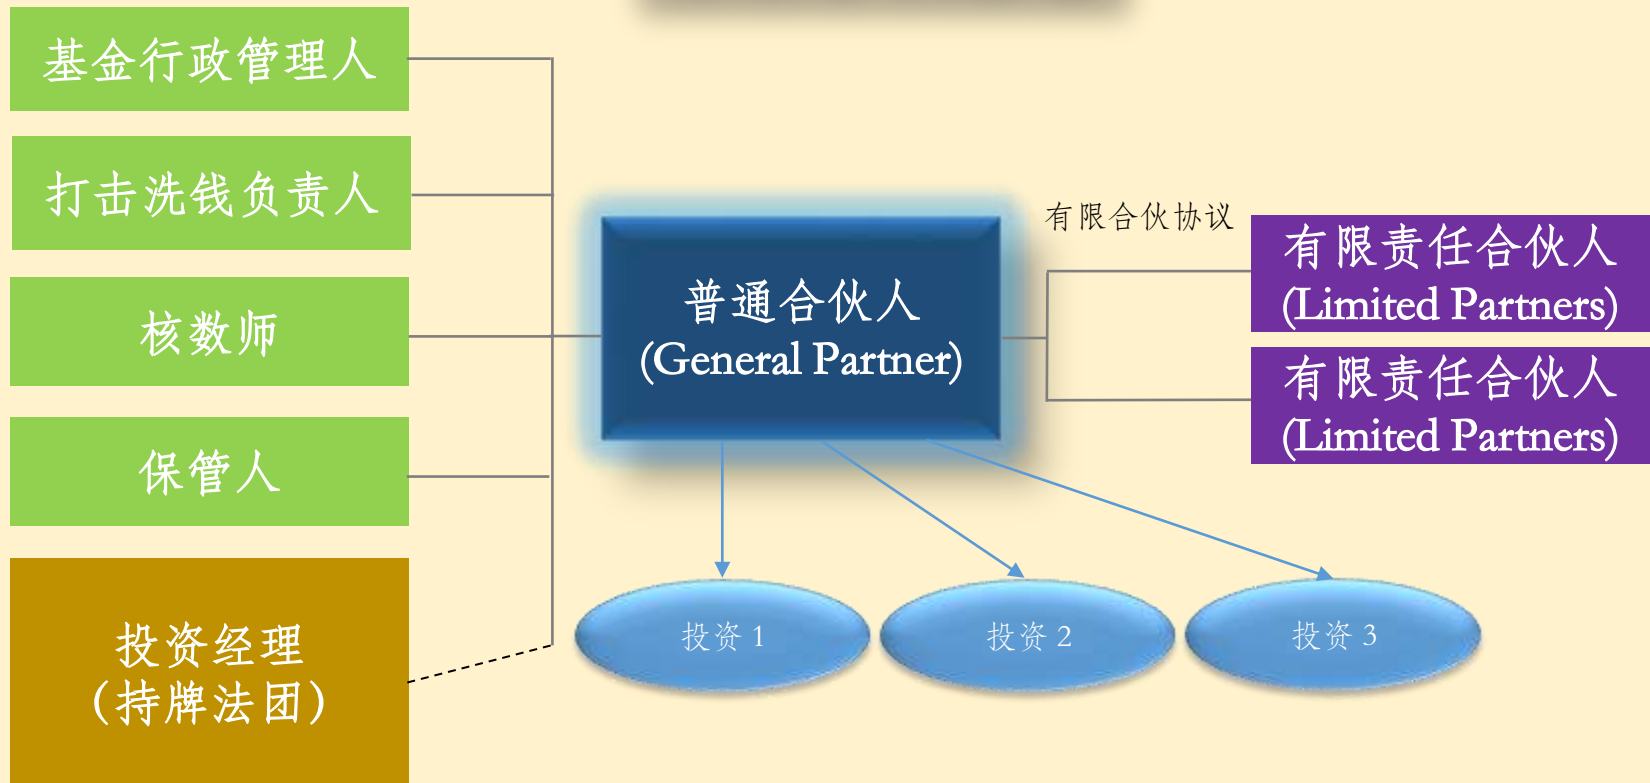 基金行政管理人
打击洗钱负责人
核数师
保管人
投资经理
（持牌法团）
普通合伙人
(General Partner)
有限合伙协议
有限责任合伙人
(Limited Partners)
有限责任合伙人
(Limited Partners)
投资 1
投资 2
投资 3